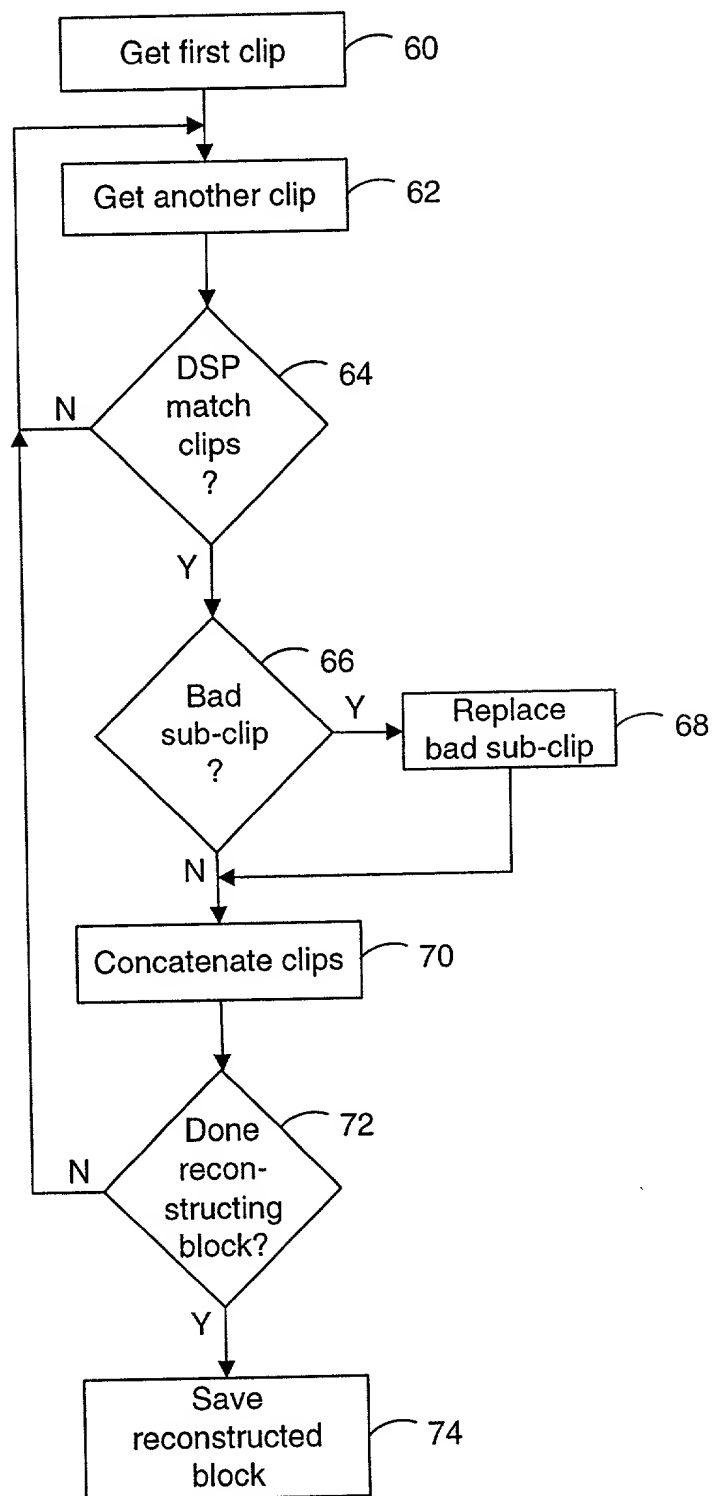 Get first clip
60
Get another clip
62
DSP
match
clips
?
64
N
Y
Bad
sub-clip
?
66
Y
Replace
bad sub-clip
68
N
Concatenate clips
70
Done
recon-
structing
block?
72
N
Y
Save
reconstructed
block
74